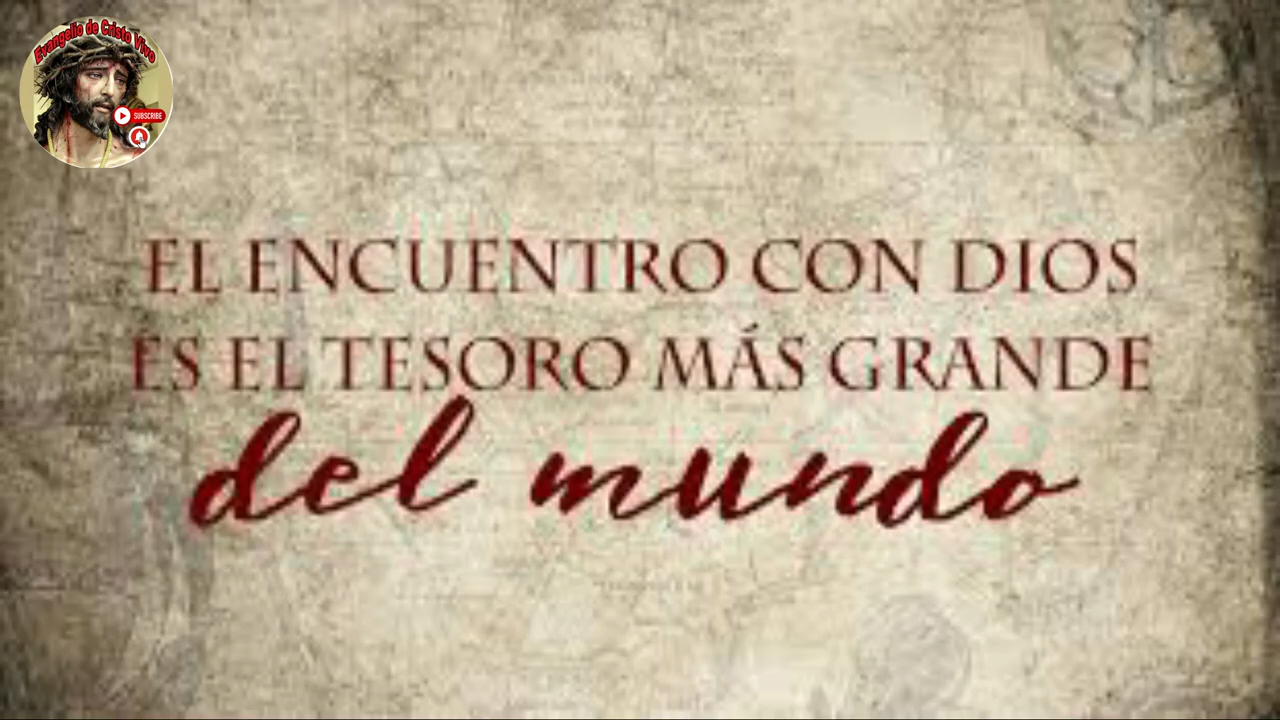 Evangelio de Cristo Vivo
SUBSCRIBE
EL ENCUENTRO CON DIOS
ES EL TESORO MÁS GRANDE
del mundo